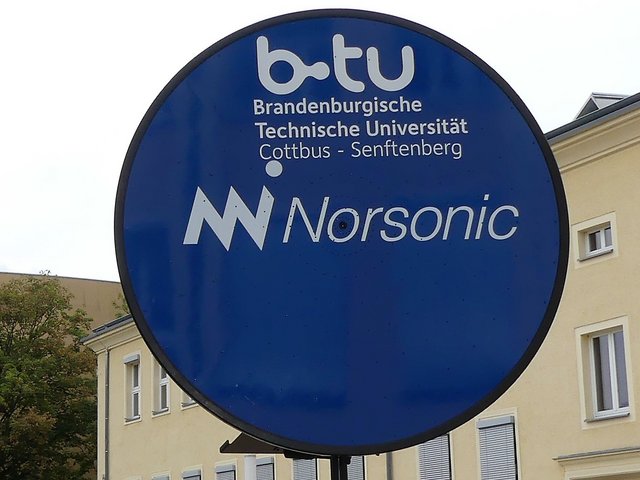 b-tu
Brandenburgische
Technische Universität
Cottbus - Senftenberg
Norsonic